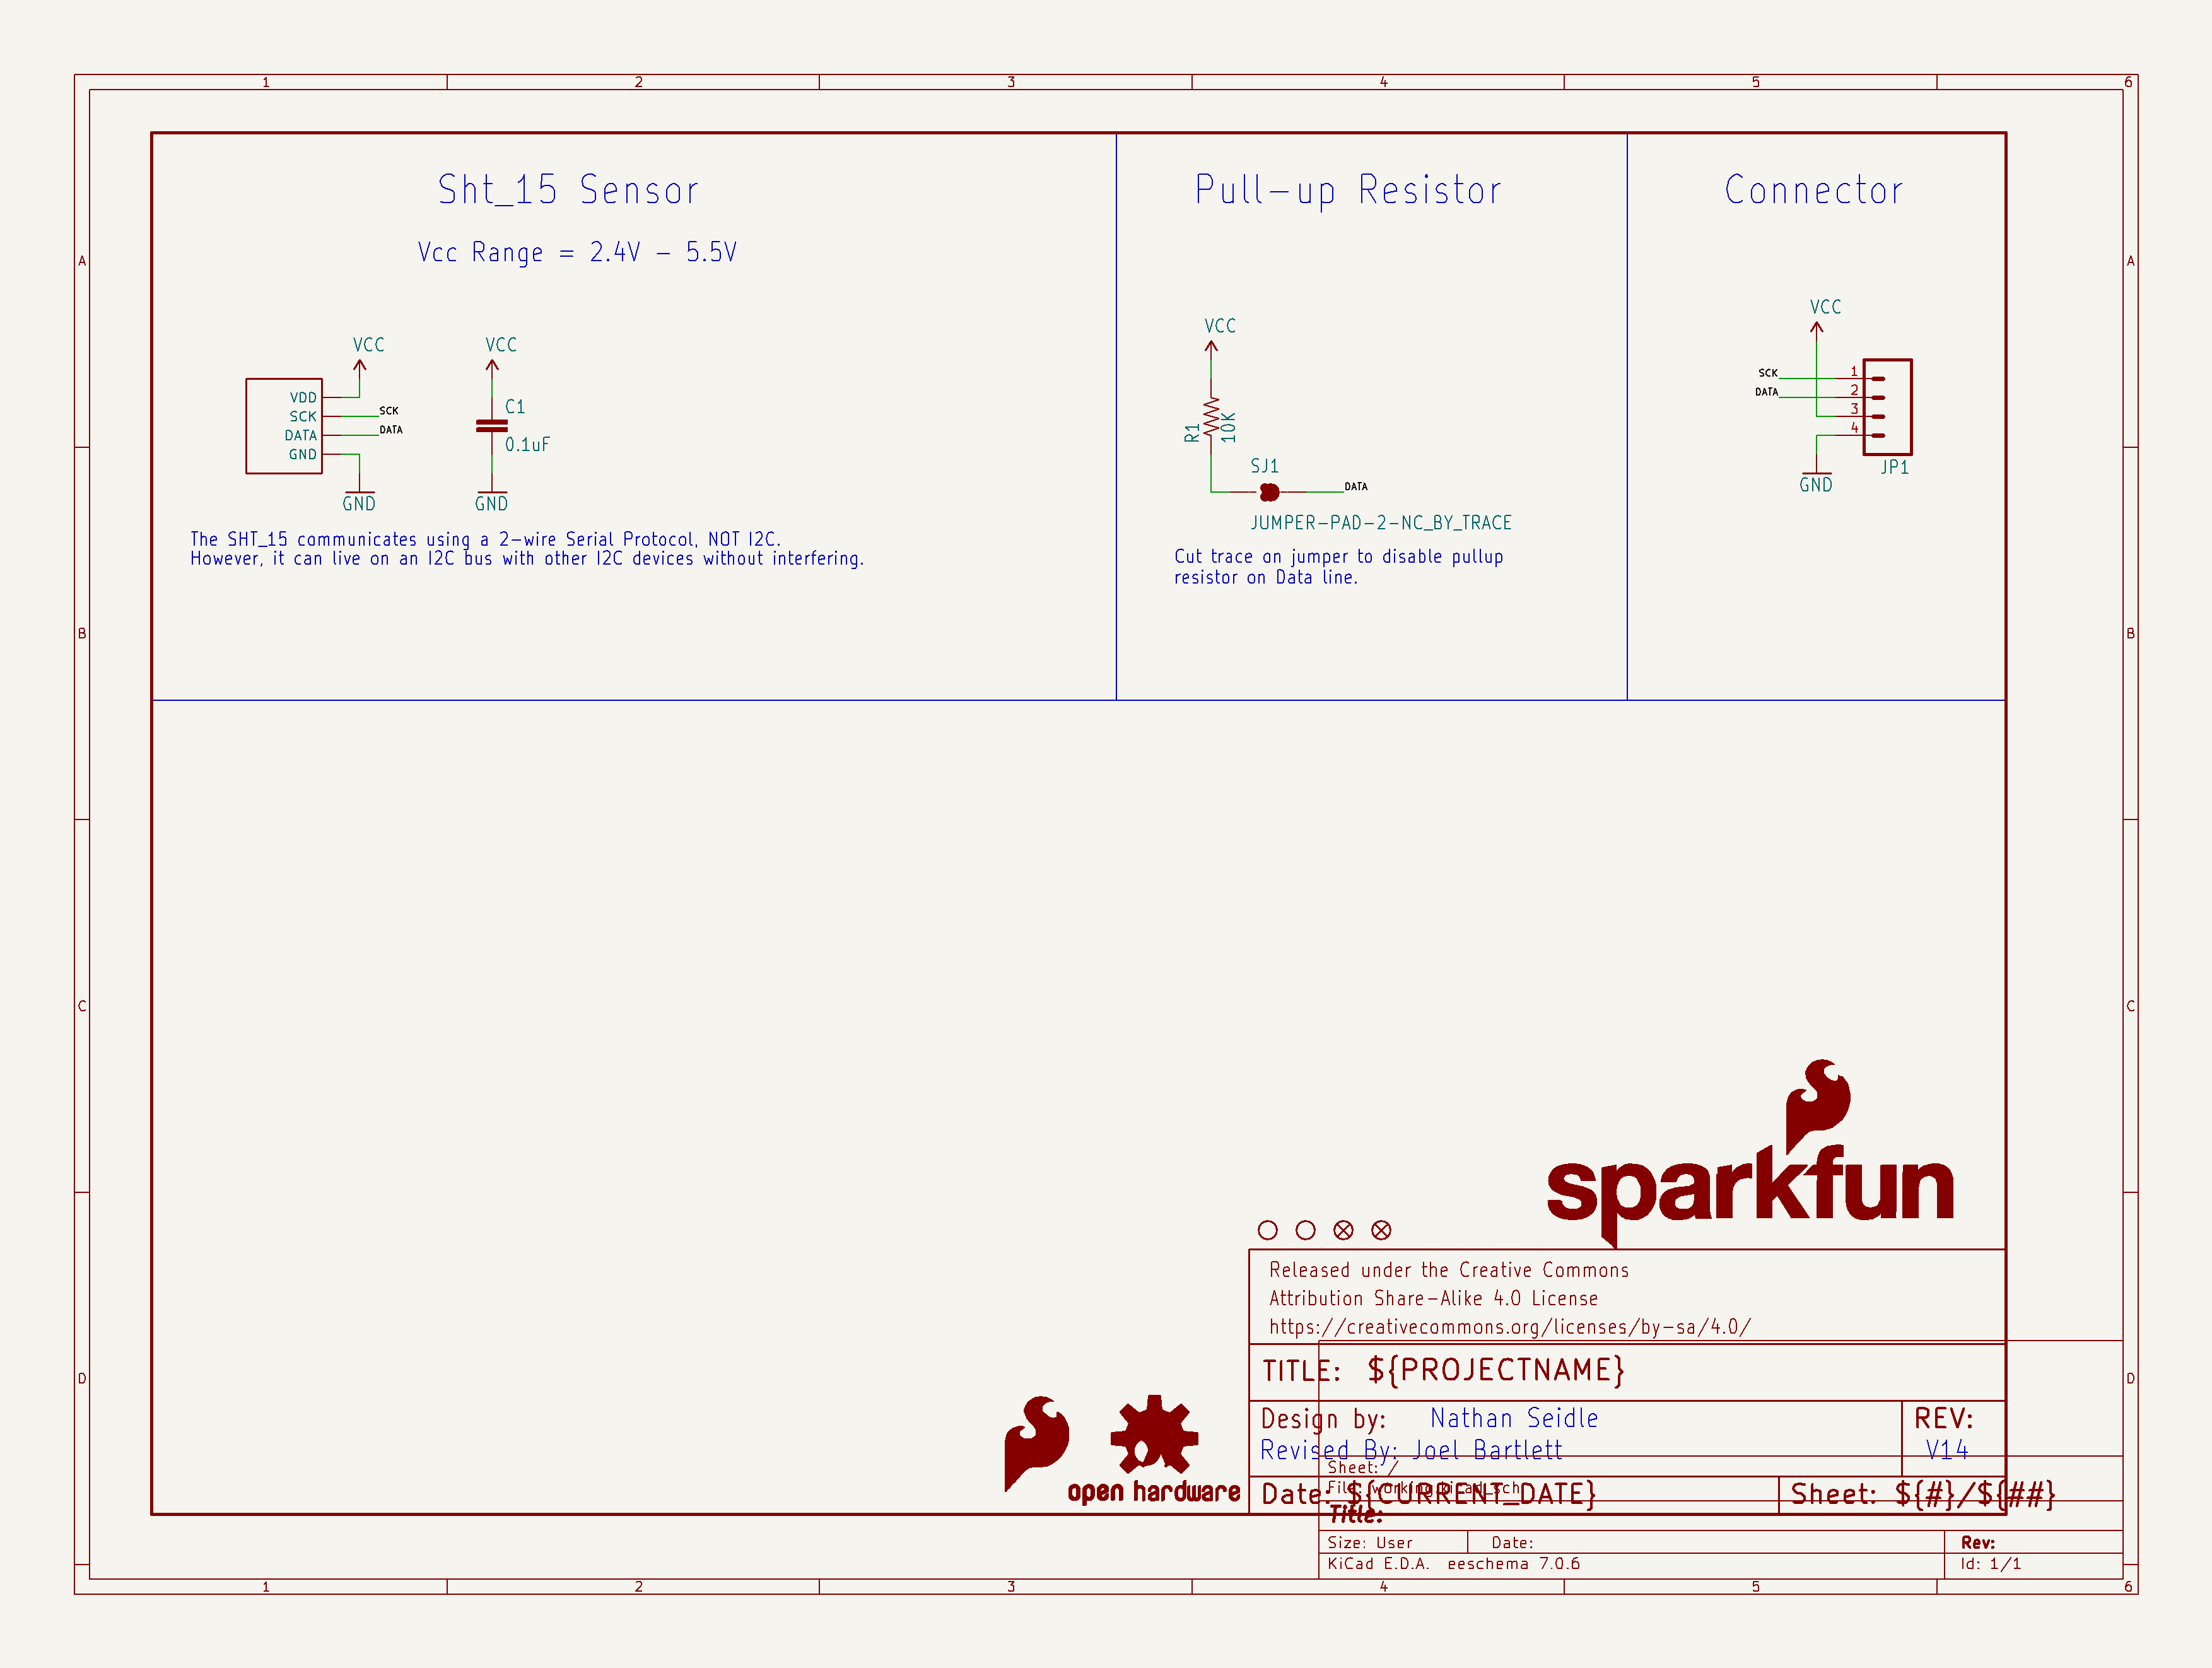 1 2 3 4 5 6
Sht_15 Sensor
Vcc Range = 2.4V - 5.5V
Pull-up Resistor
Connector
A A
VCC
VDD
SCK
DATA
GND
SCK
DATA
GND
VCC
C1
0.1uF
GND
The SHT_15 communicates using a 2-wire Serial Protocol, NOT I2C.
However, it can live on an I2C bus with other I2C devices without interfering.
VCC
R1
10K
SJ1
DATA
JUMPER-PAD-2-NC_BY_TRACE
Cut trace on jumper to disable pullup
resistor on Data line.
VCC
SCK
DATA
1
2
3
4
GND
JP1
B B
C C
sparkfun
Released under the Creative Commons
Attribution Share-Alike 4.0 License
https://creativecommons.org/licenses/by-sa/4.0/
TITLE: ${PROJECTNAME}
D D
Design by: Nathan Seidle
REV:
Revised By: Joel Bartlett
V14
open hardware
Sheet: /
File: working.kicad_sch
Date: ${CURRENT_DATE}
Sheet: ${#}/${##}
Title:
Size: User Date: Rev:
KiCad E.D.A. eeschema 7.0.6 Id: 1/1
1 2 3 4 5 6